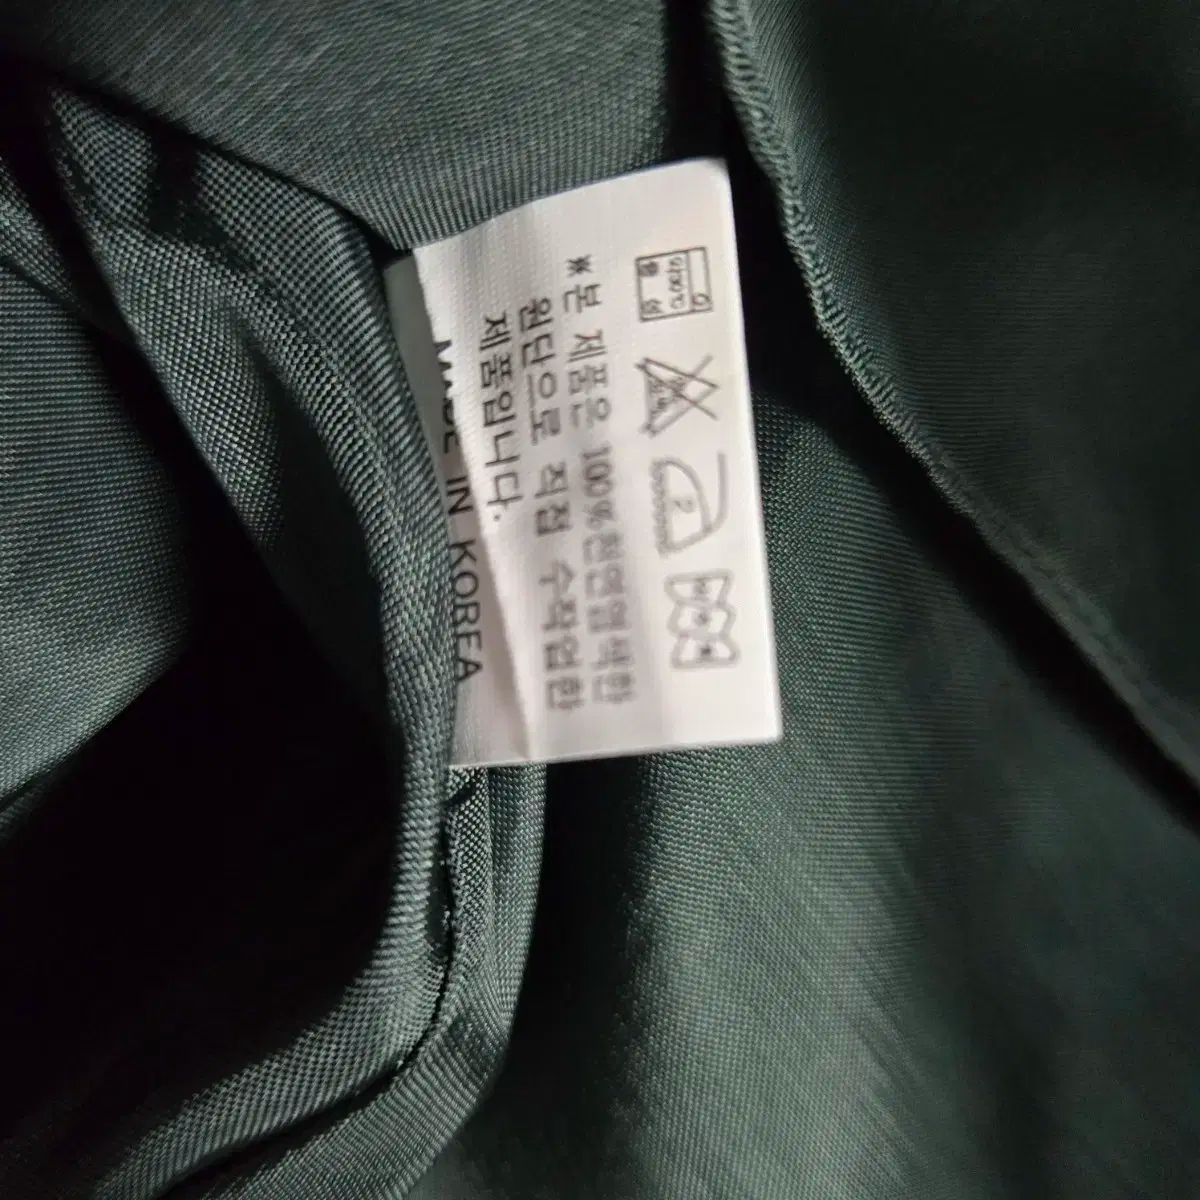 ※본 제품은 100%천연염색한
원단으로 직접 수작업한
제품입니다.
MADE IN KOREA
2